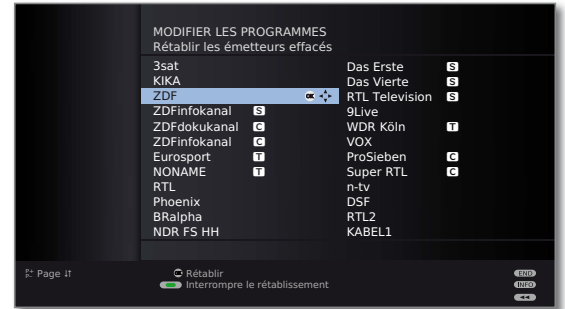 MODIFIER LES PROGRAMMES
Rétablir les émetteurs effacés
3sat
KIKA
ZDF OK
ZDFinfokanal S
ZDFdokukanal C
ZDFinfokanal C
Eurosport T
NONAME T
RTL
Phoenix
BRalpha
NDR FS HH
Das Erste S
Das Vierte S
RTL Television S
9Live
WDR Köln T
VOX
ProSieben C
Super RTL C
n-tv
DSF
RTL2
KABEL1
P+ P- Page
OK Rétablir
Interrompre le rétablissement
END
INFO